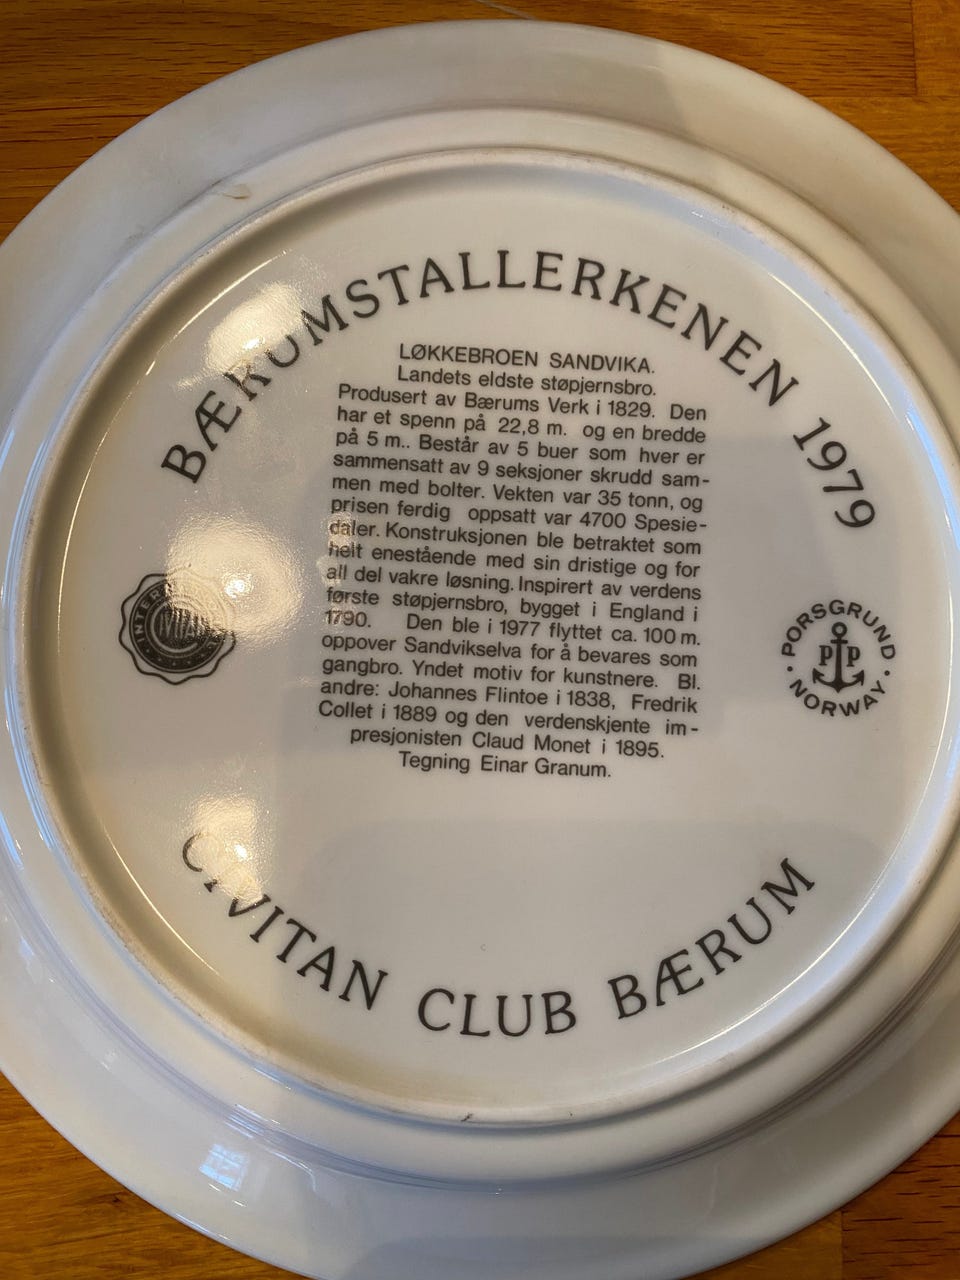 BÆRUMSTALLERKENEN 1979
LØKKEBROEN SANDVIKA.
Landets eldste støpjernsbro.
Produsert av Bærums Verk i 1829. Den
har et spenn på 22,8 m. og en bredde
på 5 m.. Består av 5 buer som hver er
sammensatt av 9 seksjoner skrudd sam-
men med bolter. Vekten var 35 tonn, og
prisen ferdig oppsatt var 4700 Spesie-
daler. Konstruksjonen ble betraktet som
helt enestående med sin dristige og for
all del vakre løsning. Inspirert av verdens
første støpjernsbro, bygget i England i
1790. Den ble i 1977 flyttet ca. 100 m.
oppover Sandvikselva for å bevares som
gangbro. Yndet motiv for kunstnere. Bl.
andre: Johannes Flintoe i 1838, Fredrik
Collet i 1889 og den verdenskjente im-
presjonisten Claud Monet i 1895.
Tegning Einar Granum.
PORSGRUND
PP
NORWAY
CIVITAN CLUB BÆRUM